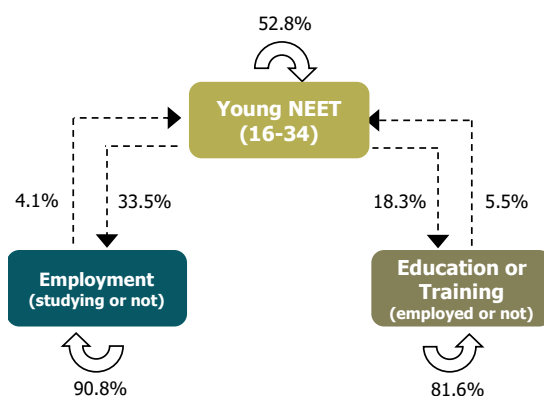 52.8%
Young NEET
(16-34)
4.1%
33.5%
18.3%
5.5%
Employment
(studying or not)
Education or
Training
(employed or not)
90.8%
81.6%